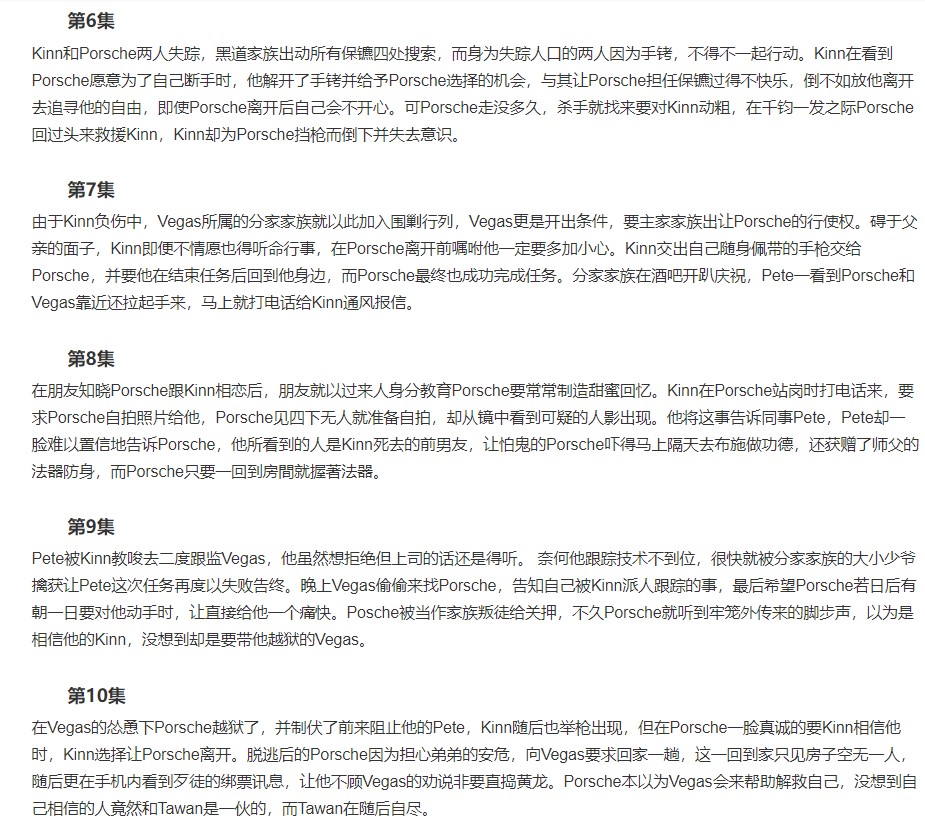 第6集
Kinn和Porsche两人失踪，黑道家族出动所有保镳四处搜索，而身为失踪人口的两人因为手铐，不得不一起行动。Kinn在看到
Porsche愿意为了自己断手时，他解开了手铐并给予Porsche选择的机会，与其让Porsche担任保镳过得不快乐，倒不如放他离开
去追寻他的自由，即使Porsche离开后自己会不开心。可Porsche走没多久，杀手就找来要对Kinn动粗，在千钧一发之际Porsche
回过头来救援Kinn，Kinn却为Porsche挡枪而倒下并失去意识。
第7集
由于Kinn负伤中，Vegas所属的分家家族就以此加入围剿行列，Vegas更是开出条件，要主家家族出让Porsche的行使权。碍于父
亲的面子，Kinn即便不情愿也得听命行事，在Porsche离开前嘱咐他一定要多加小心。Kinn交出自己随身佩带的手枪交给
Porsche，并要他在结束任务后回到他身边，而Porsche最终也成功完成任务。分家家族在酒吧开趴庆祝，Pete一看到Porsche和
Vegas靠近还拉起手来，马上就打电话给Kinn通风报信。
第8集
在朋友知晓Porsche跟Kinn相恋后，朋友就以过来人身分教育Porsche要常常制造甜蜜回忆。Kinn在Porsche站岗时打电话来，要
求Porsche自拍照片给他，Porsche见四下无人就准备自拍，却从镜中看到可疑的人影出现。他将这事告诉同事Pete，Pete却一
脸难以置信地告诉Porsche，他所看到的人是Kinn死去的前男友，让怕鬼的Porsche吓得马上隔天去布施做功德，还获赠了师父的
法器防身，而Porsche只要一回到房間就握著法器。
第9集
Pete被Kinn教唆去二度跟监Vegas，他虽然想拒绝但上司的话还是得听。 奈何他跟踪技术不到位，很快就被分家家族的大小少爷
擒获让Pete这次任务再度以失败告终。晚上Vegas偷偷来找Porsche，告知自己被Kinn派人跟踪的事，最后希望Porsche若日后有
朝一日要对他动手时，让直接给他一个痛快。Posche被当作家族叛徒给关押，不久Porsche就听到牢笼外传来的脚步声，以为是
相信他的Kinn，没想到却是要带他越狱的Vegas。
第10集
在Vegas的怂恿下Porsche越狱了，并制伏了前来阻止他的Pete，Kinn随后也举枪出现，但在Porsche一脸真诚的要Kinn相信他
时，Kinn选择让Porsche离开。脱逃后的Porsche因为担心弟弟的安危，向Vegas要求回家一趟，这一回到家只见房子空无一人，
随后更在手机内看到歹徒的绑票讯息，让他不顾Vegas的劝说非要直捣黄龙。Porsche本以为Vegas会来帮助解救自己，没想到自
己相信的人竟然和Tawan是一伙的，而Tawan在随后自尽。